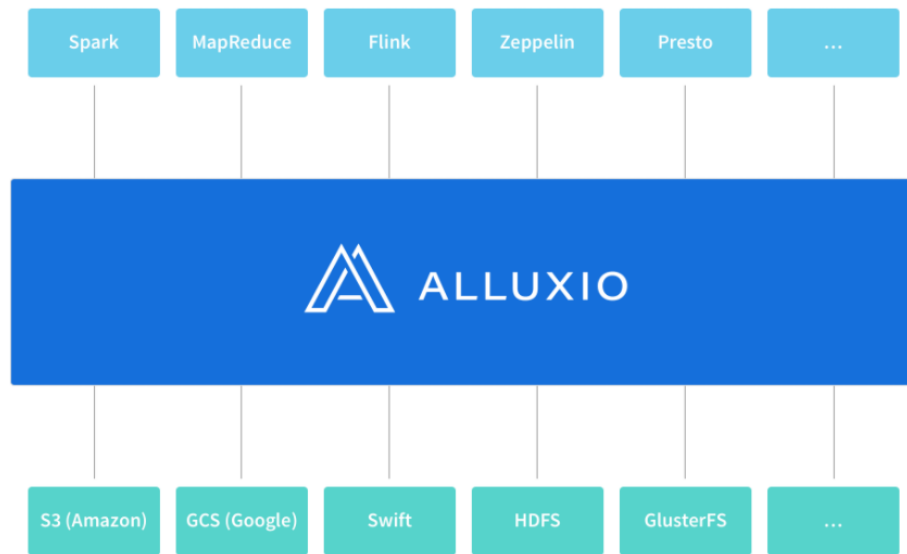 Spark MapReduce Flink Zeppelin Presto ...
ALLUXIO
S3 (Amazon) GCS (Google) Swift HDFS GlusterFS ...